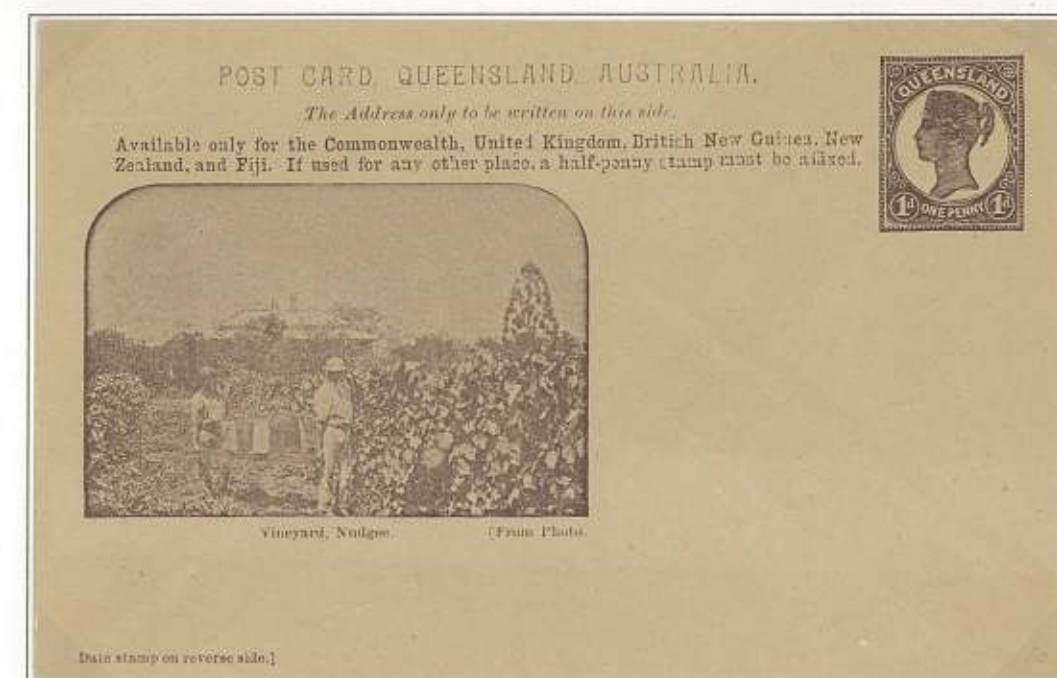 POST CARD, QUEENSLAND, AUSTRALIA.
The Address only to be written on this side.
Available only for the Commonwealth, United Kingdom, British New Guinea, New
Zealand, and Fiji. If used for any other place, a half-penny stamp must be affixed.
QUEENSLAND
1d ONE PENNY 1d
Vineyard, Nudgee. [From Photo.
Date stamp on reverse side.]